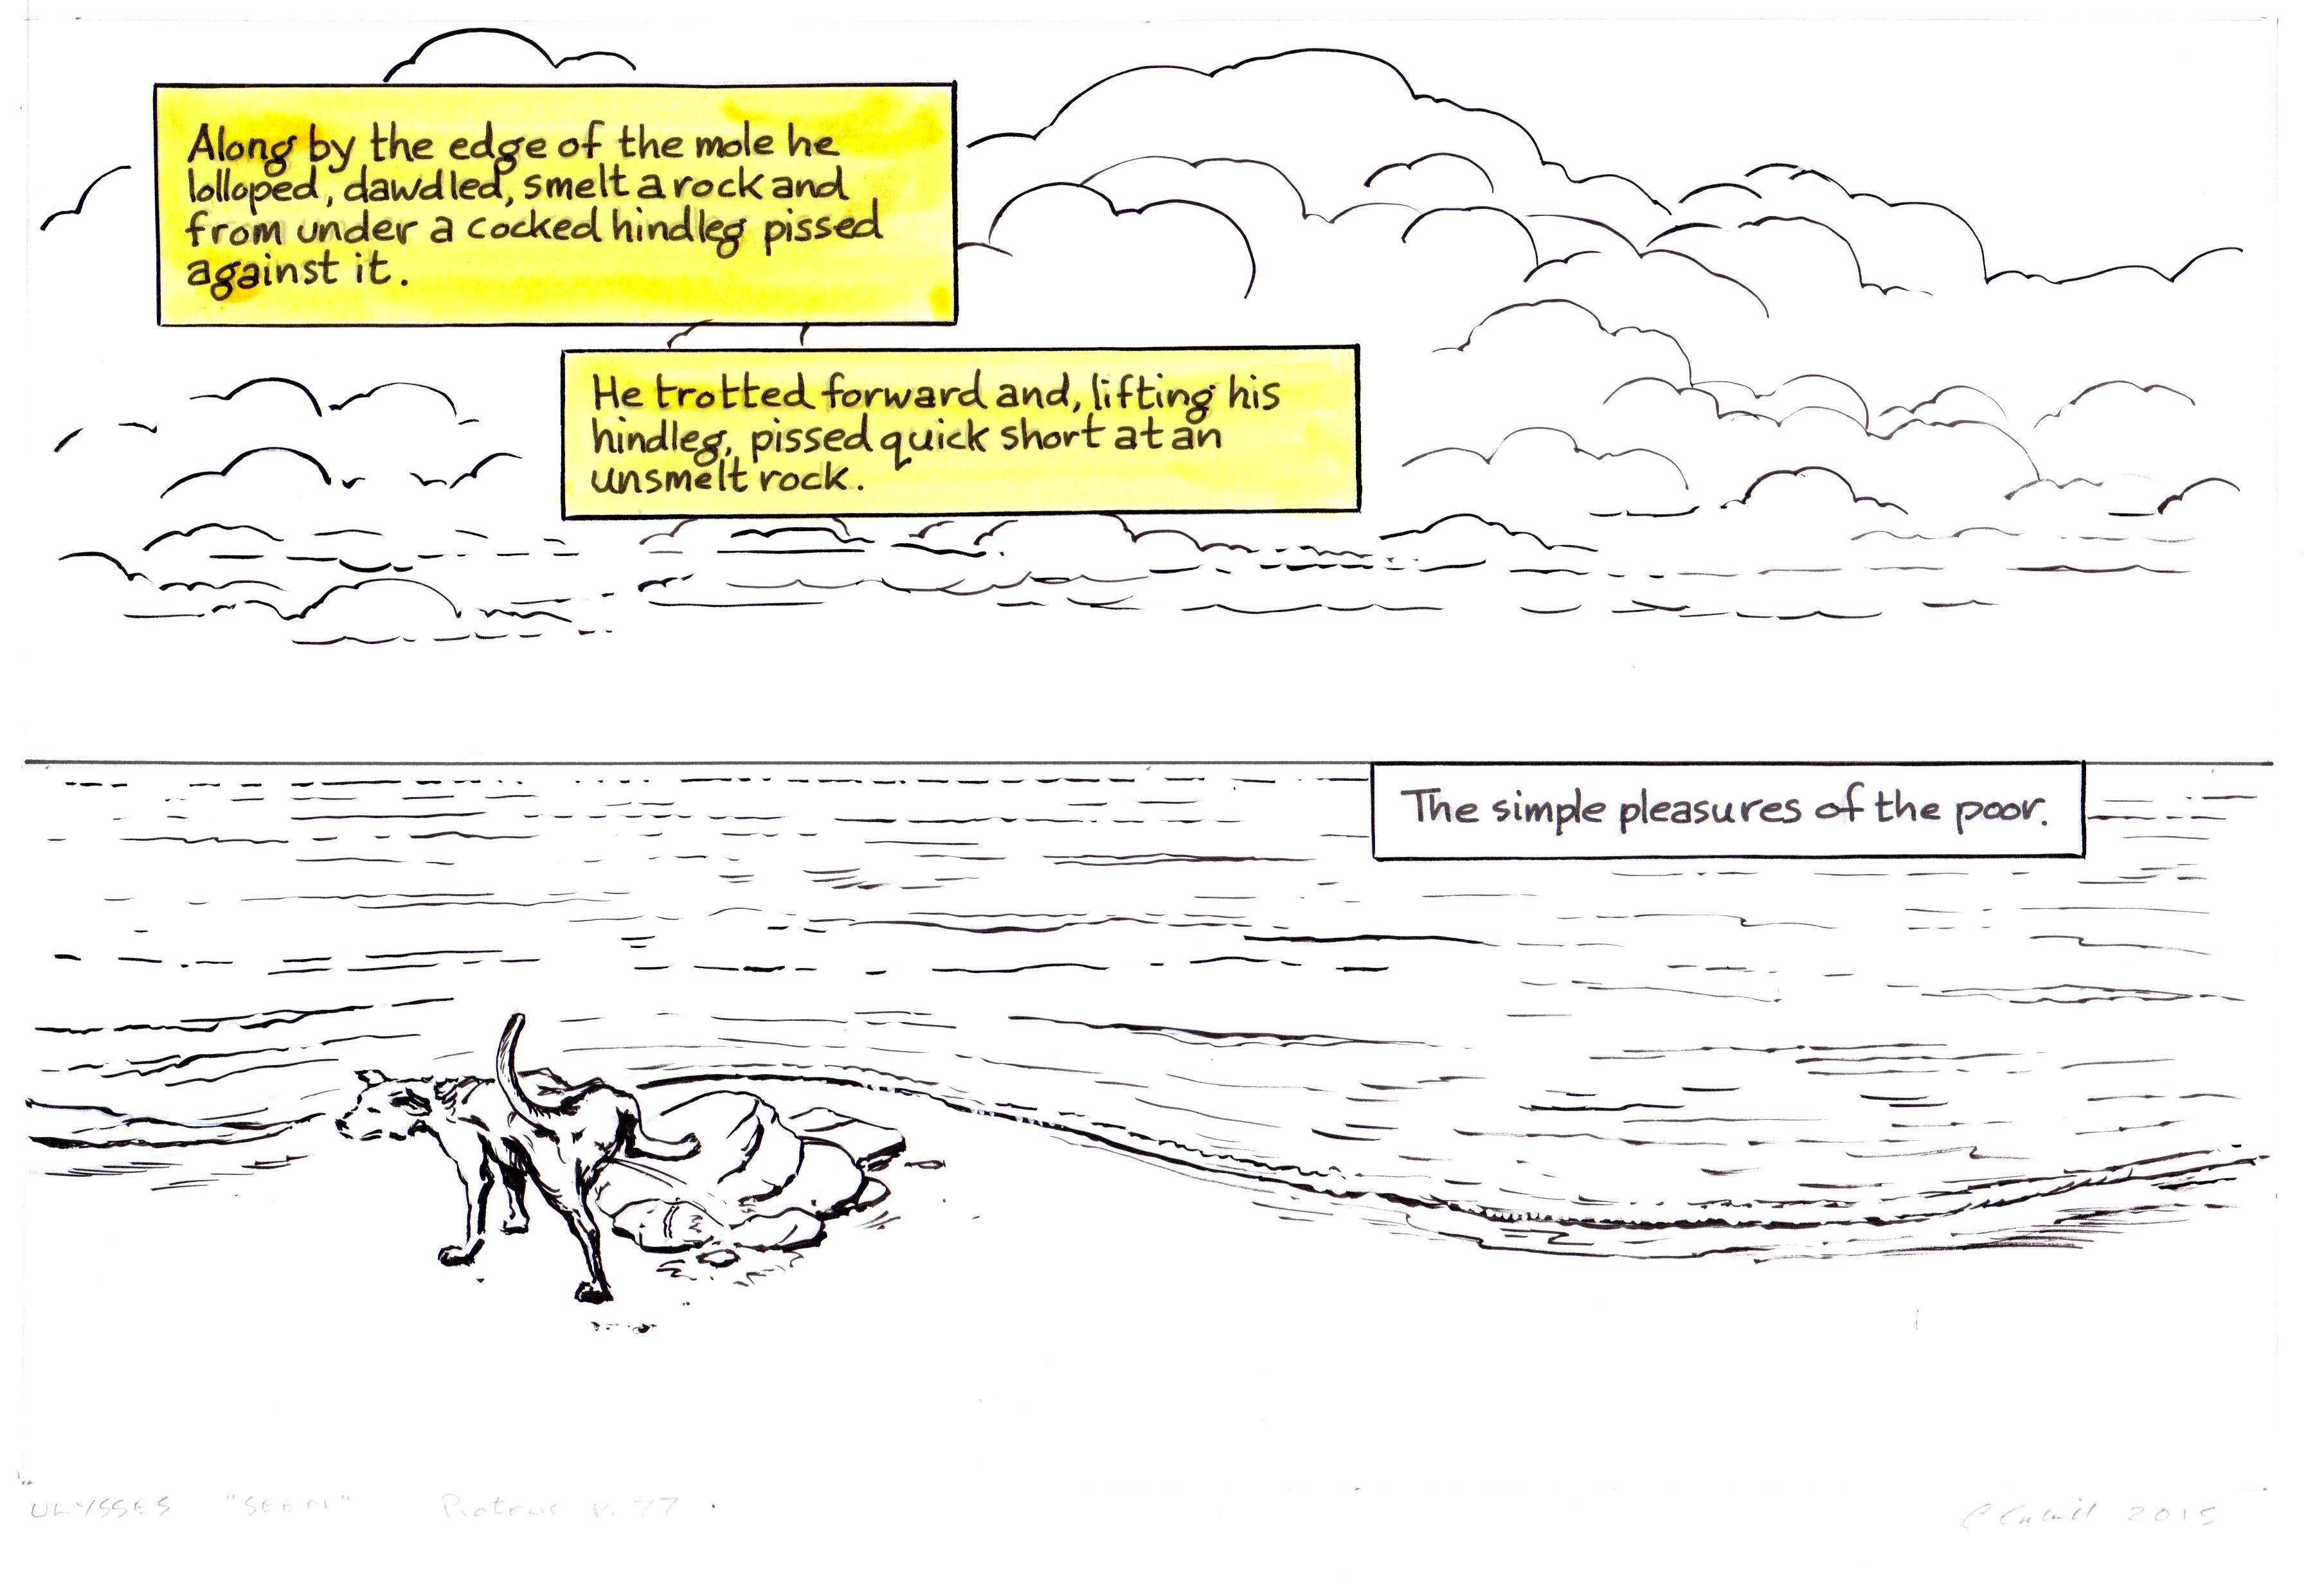 Along by the edge of the mole he
lolloped, dawdled, smelt a rock and
from under a cocked hindleg pissed
against it.
He trotted forward and, lifting his
hindleg, pissed quick short at an
unsmelt rock.
The simple pleasures of the poor.
ULYSSES "SEEN" Proteus p. 77
2015